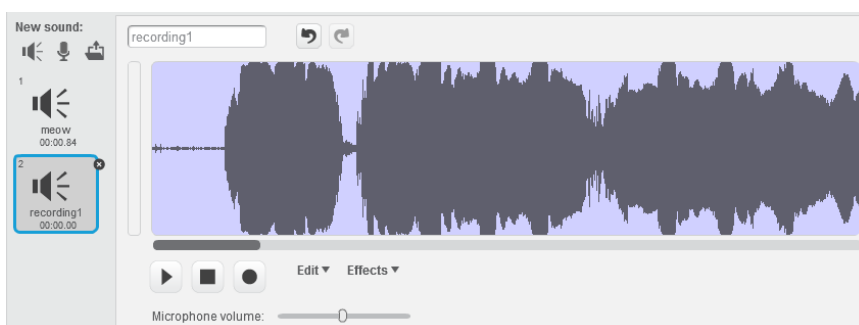 New sound:
1
meow
00:00.84
2
recording1
00:00.00
recording1
Edit ▼ Effects ▼
Microphone volume: